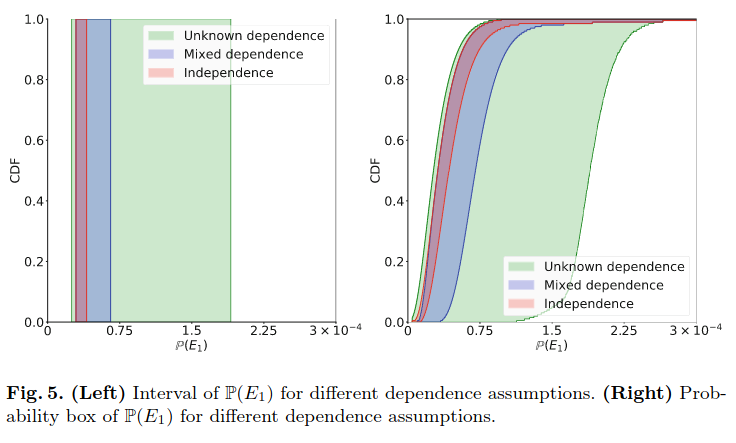 1.0
0.8
0.6
0.4
0.2
0.0
CDF
0
0.75
1.5
2.25
3 × 10⁻⁴
ℙ(E₁)
Unknown dependence
Mixed dependence
Independence
1.0
0.8
0.6
0.4
0.2
0.0
CDF
0
0.75
1.5
2.25
3 × 10⁻⁴
ℙ(E₁)
Unknown dependence
Mixed dependence
Independence
Fig. 5. (Left) Interval of ℙ(E₁) for different dependence assumptions. (Right) Prob-
ability box of ℙ(E₁) for different dependence assumptions.